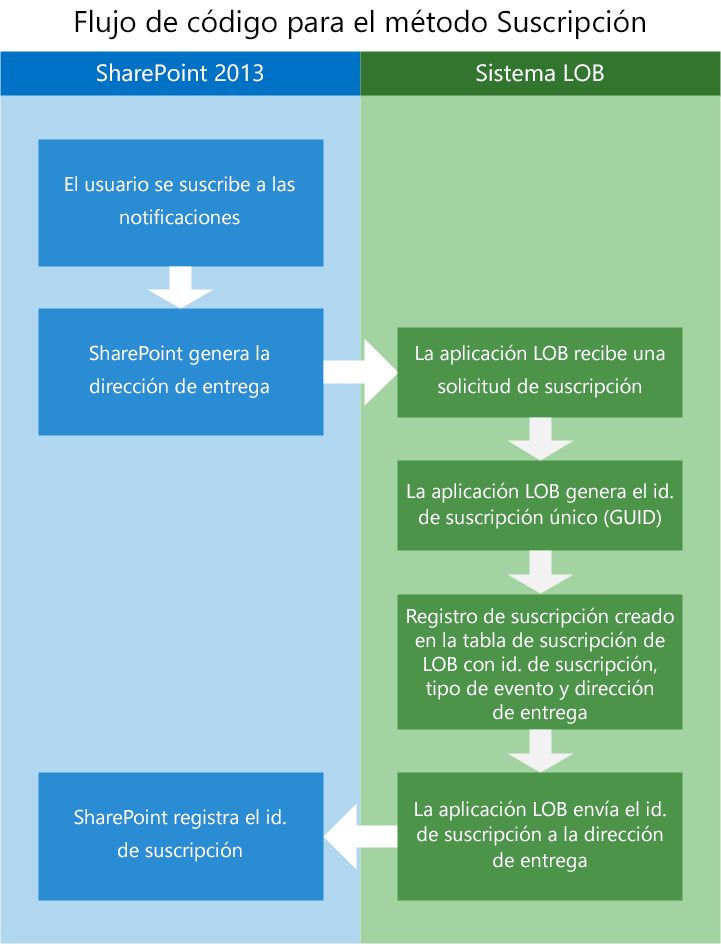 Flujo de código para el método Suscripción
SharePoint 2013
Sistema LOB
El usuario se suscribe a las
notificaciones
SharePoint genera la
dirección de entrega
La aplicación LOB recibe una
solicitud de suscripción
La aplicación LOB genera el id.
de suscripción único (GUID)
Registro de suscripción creado
en la tabla de suscripción de
LOB con id. de suscripción,
tipo de evento y dirección
de entrega
La aplicación LOB envía el id.
de suscripción a la dirección
de entrega
SharePoint registra el id.
de suscripción